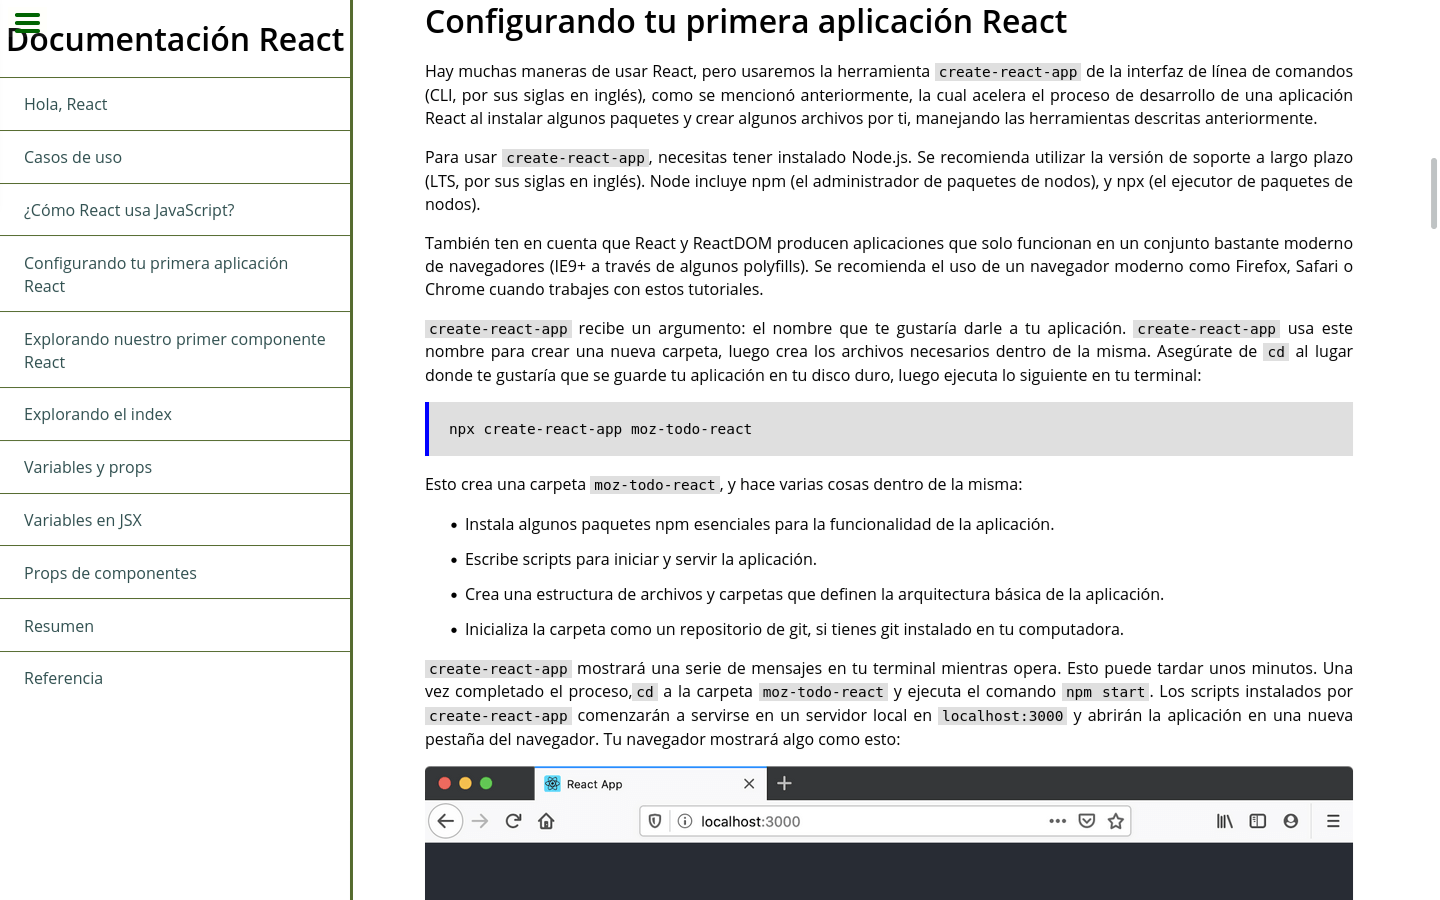 Documentación React
Hola, React
Casos de uso
¿Cómo React usa JavaScript?
Configurando tu primera aplicación
React
Explorando nuestro primer componente
React
Explorando el index
Variables y props
Variables en JSX
Props de componentes
Resumen
Referencia
Configurando tu primera aplicación React
Hay muchas maneras de usar React, pero usaremos la herramienta create-react-app de la interfaz de línea de comandos
(CLI, por sus siglas en inglés), como se mencionó anteriormente, la cual acelera el proceso de desarrollo de una aplicación
React al instalar algunos paquetes y crear algunos archivos por ti, manejando las herramientas descritas anteriormente.
Para usar create-react-app, necesitas tener instalado Node.js. Se recomienda utilizar la versión de soporte a largo plazo
(LTS, por sus siglas en inglés). Node incluye npm (el administrador de paquetes de nodos), y npx (el ejecutor de paquetes de
nodos).
También ten en cuenta que React y ReactDOM producen aplicaciones que solo funcionan en un conjunto bastante moderno
de navegadores (IE9+ a través de algunos polyfills). Se recomienda el uso de un navegador moderno como Firefox, Safari o
Chrome cuando trabajes con estos tutoriales.
create-react-app recibe un argumento: el nombre que te gustaría darle a tu aplicación. create-react-app usa este
nombre para crear una nueva carpeta, luego crea los archivos necesarios dentro de la misma. Asegúrate de cd al lugar
donde te gustaría que se guarde tu aplicación en tu disco duro, luego ejecuta lo siguiente en tu terminal:
npx create-react-app moz-todo-react
Esto crea una carpeta moz-todo-react, y hace varias cosas dentro de la misma:
• Instala algunos paquetes npm esenciales para la funcionalidad de la aplicación.
• Escribe scripts para iniciar y servir la aplicación.
• Crea una estructura de archivos y carpetas que definen la arquitectura básica de la aplicación.
• Inicializa la carpeta como un repositorio de git, si tienes git instalado en tu computadora.
create-react-app mostrará una serie de mensajes en tu terminal mientras opera. Esto puede tardar unos minutos. Una
vez completado el proceso,cd a la carpeta moz-todo-react y ejecuta el comando npm start. Los scripts instalados por
create-react-app comenzarán a servirse en un servidor local en localhost:3000 y abrirán la aplicación en una nueva
pestaña del navegador. Tu navegador mostrará algo como esto:
React App
localhost:3000